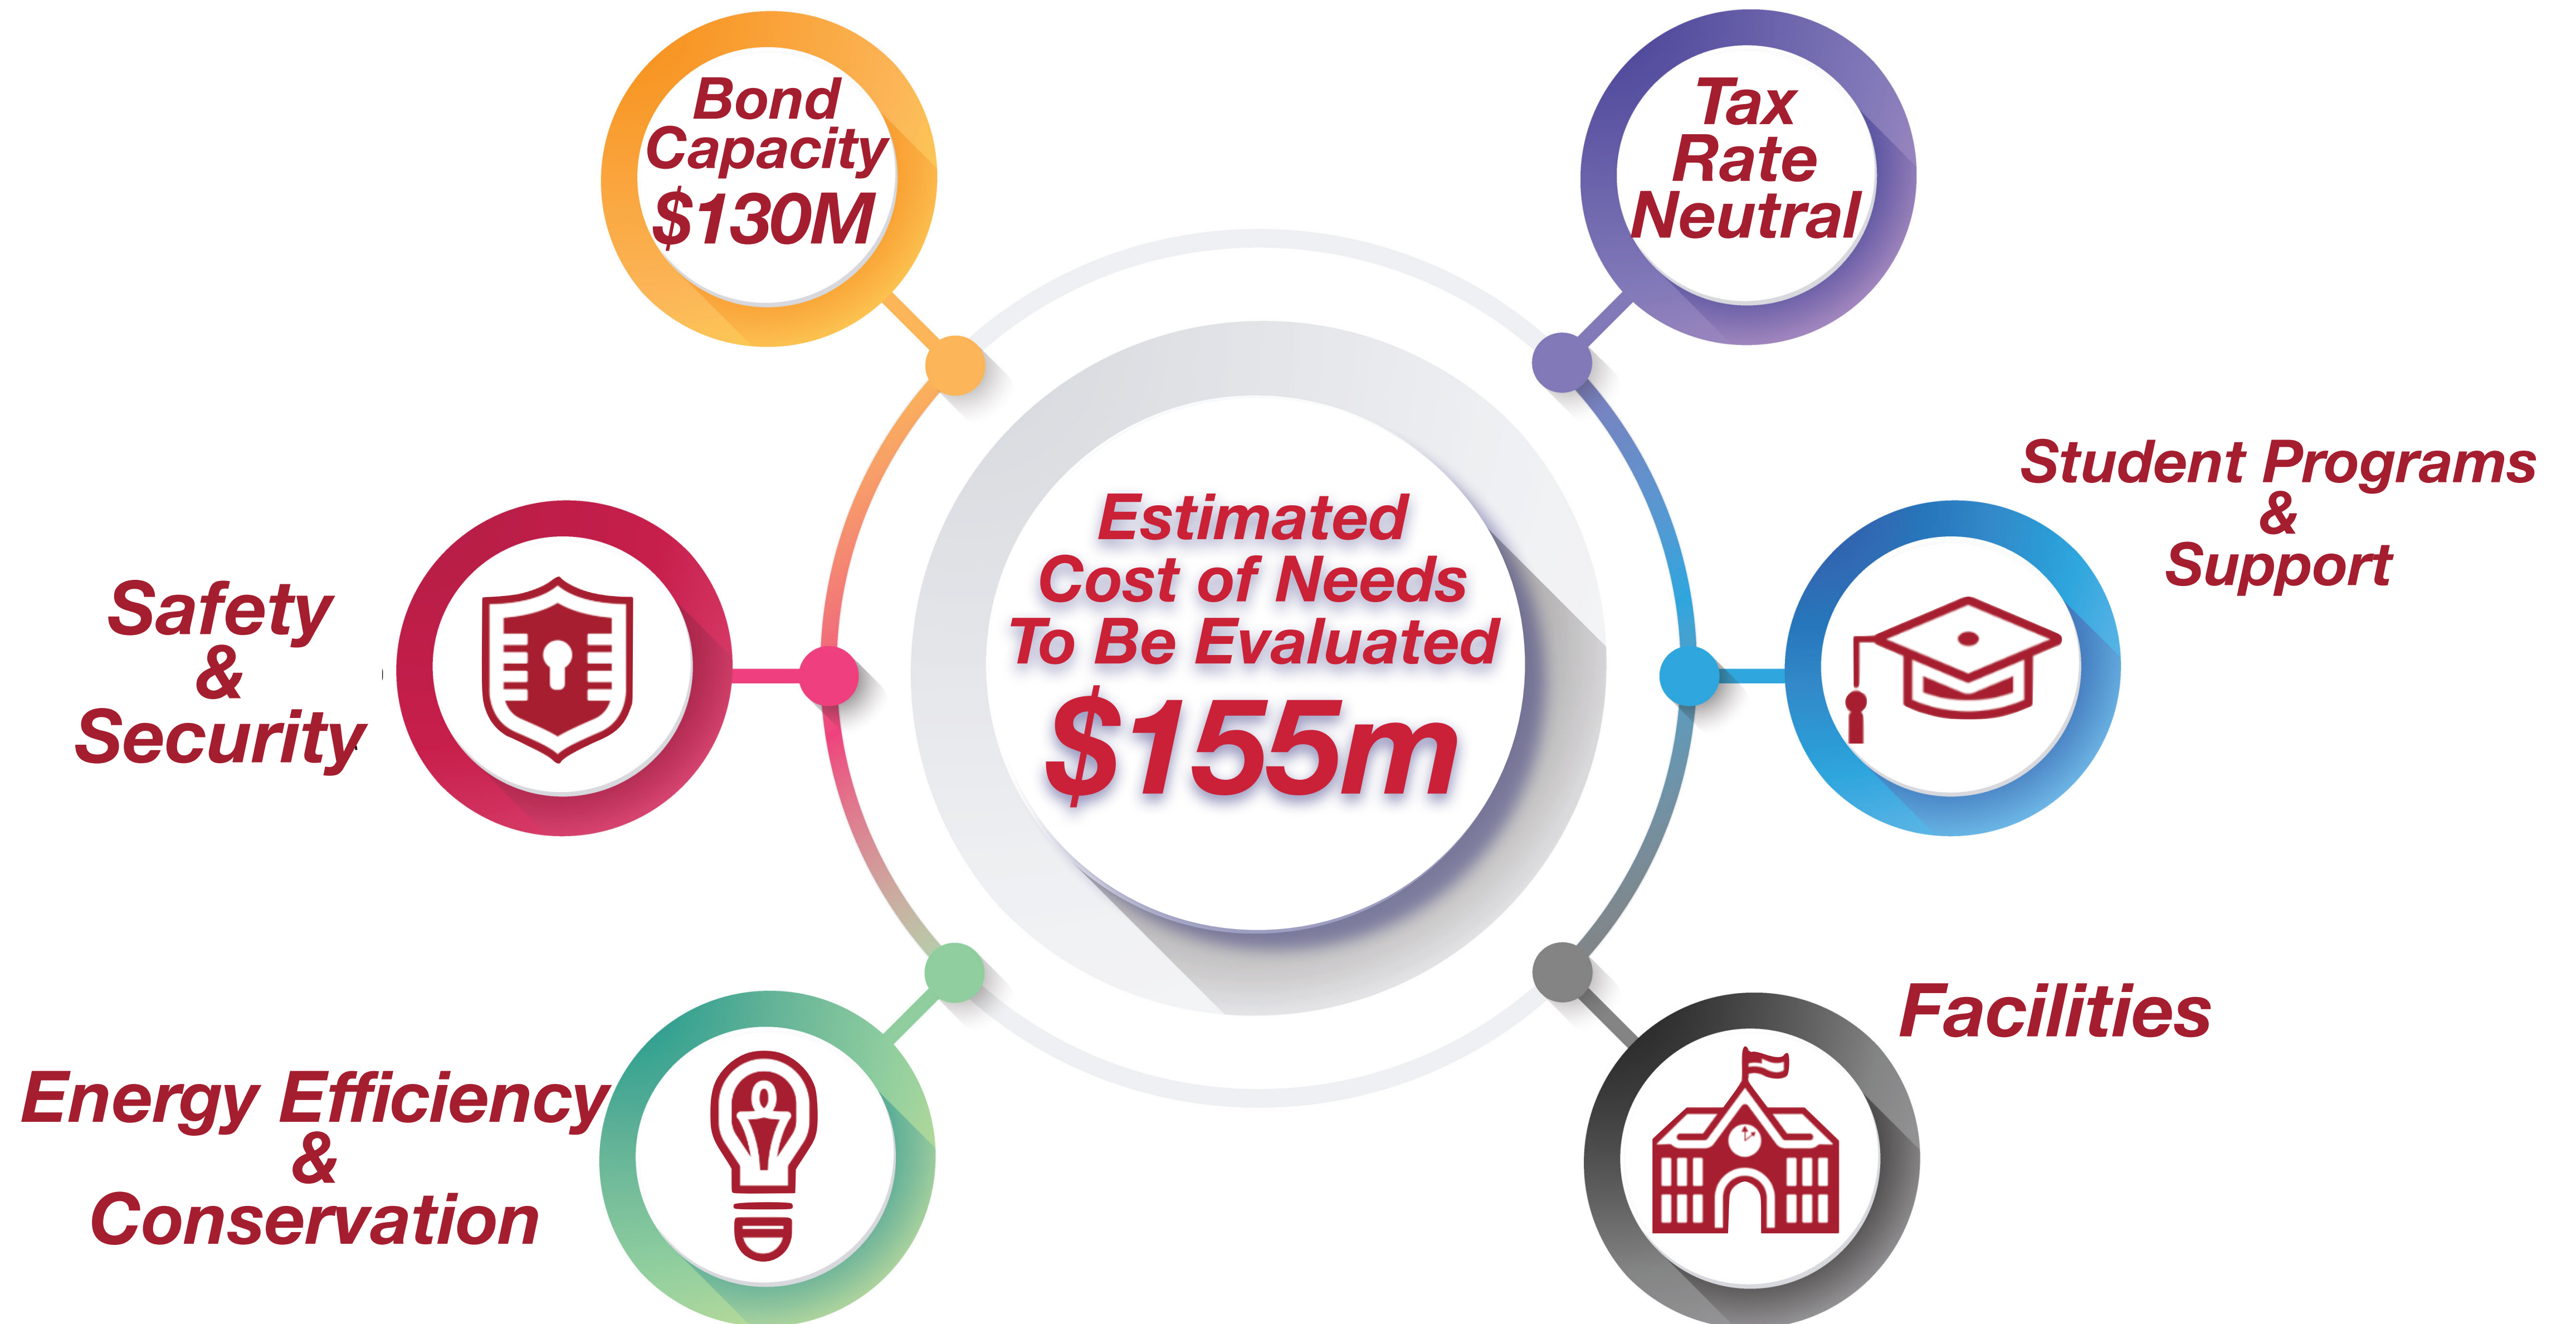 Bond
Capacity
$130M
Tax
Rate
Neutral
Student Programs
&
Support
Safety
&
Security
Estimated
Cost of Needs
To Be Evaluated
$155m
Facilities
Energy Efficiency
&
Conservation